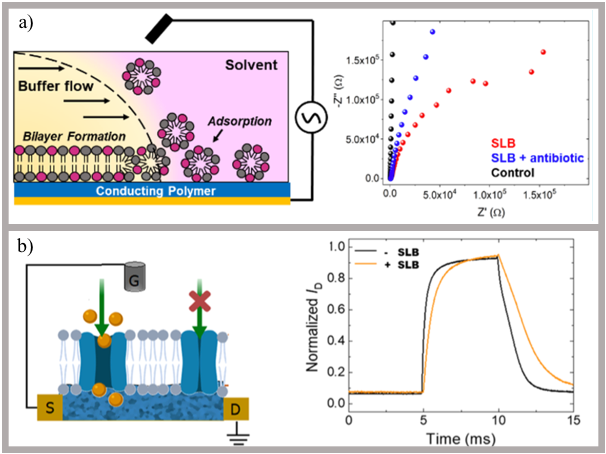 a)
Solvent
Buffer flow
Bilayer Formation
Adsorption
Conducting Polymer
-Z'' (Ω)
1.5x10⁵
1.0x10⁵
5.0x10⁴
0.0
0.0 5.0x10⁴ 1.0x10⁵ 1.5x10⁵
Z' (Ω)
SLB
SLB + antibiotic
Control
b)
G
S
D
Normalized I_D
1.0
0.8
0.6
0.4
0.2
0.0
- SLB
+ SLB
0 5 10 15
Time (ms)